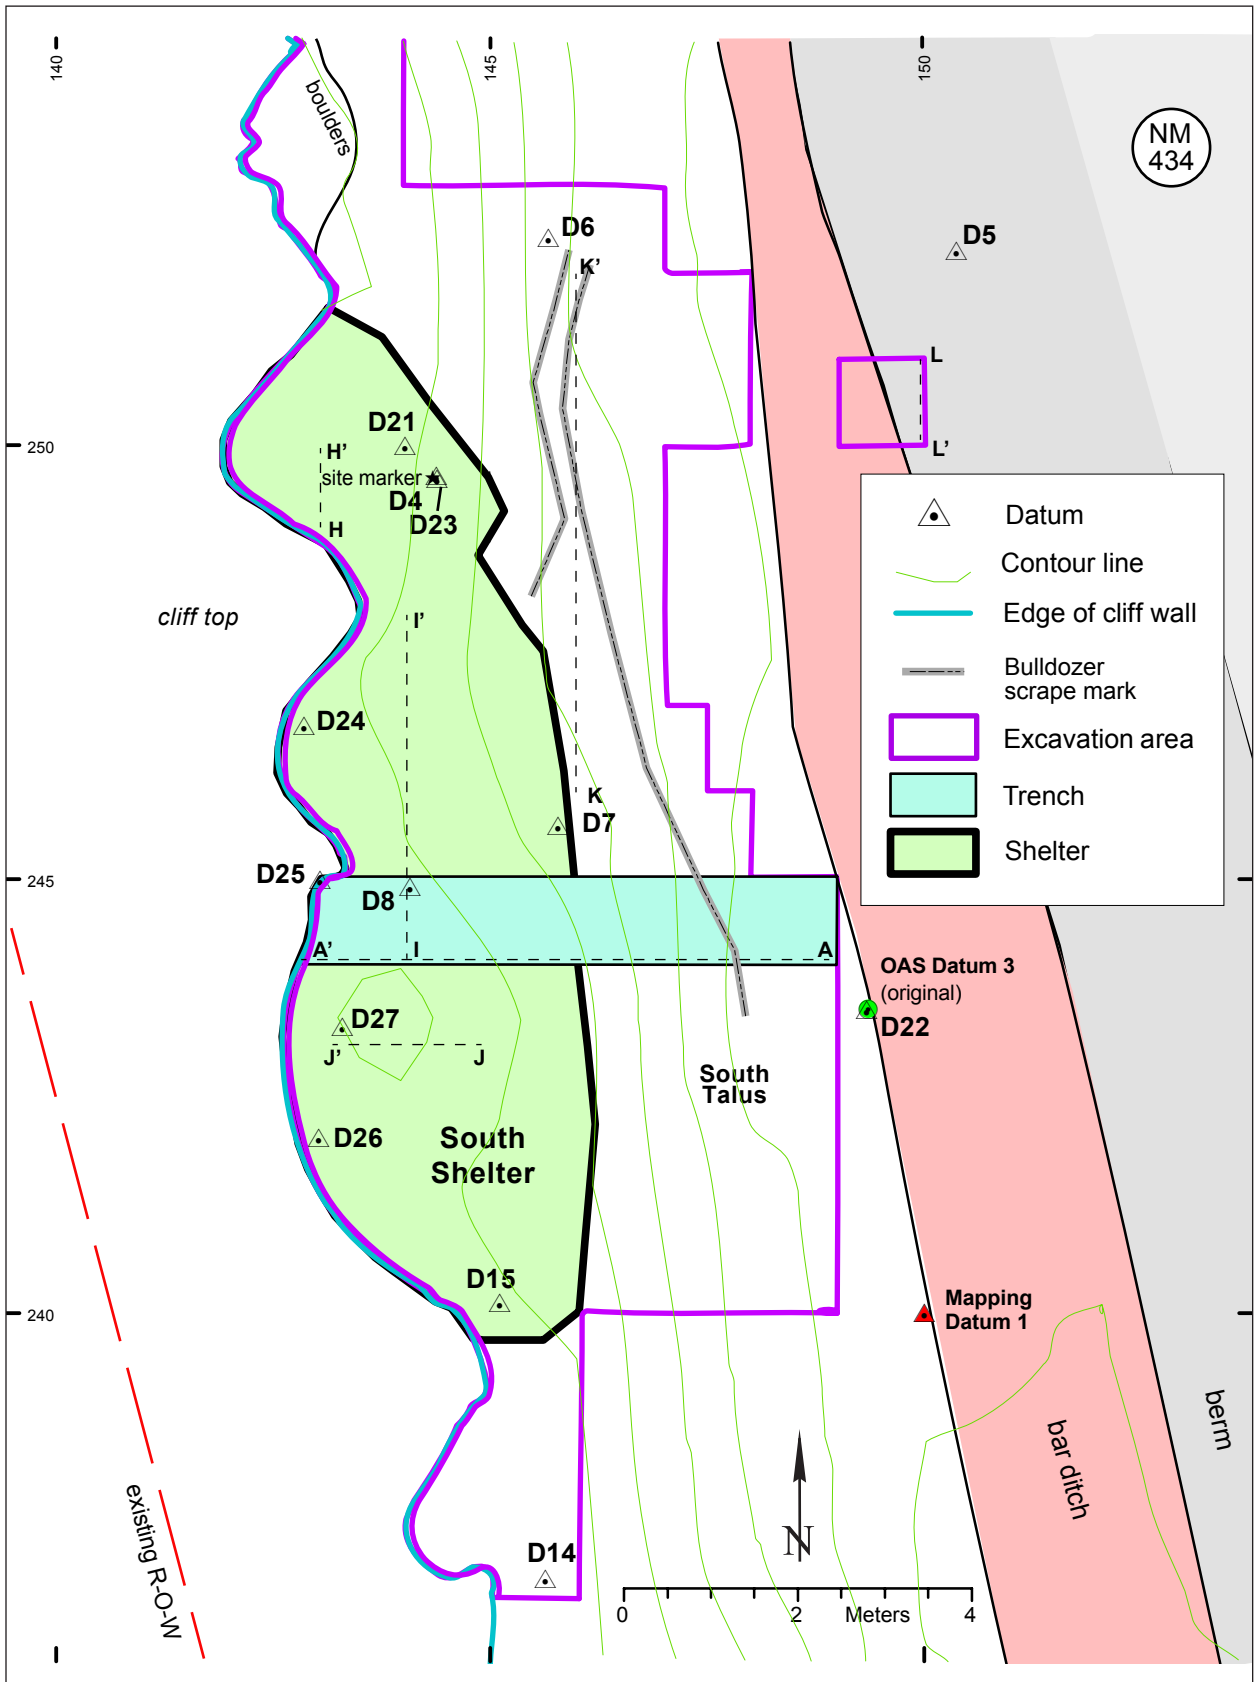 140
145
150
boulders
NM
434
D6
D5
K'
L
D21
H'
250
L'
site marker
D4
D23
H
Datum
Contour line
Edge of cliff wall
Bulldozer
scrape mark
Excavation area
Trench
Shelter
cliff top
I'
D24
K
D7
D25
D8
245
A'
I
A
OAS Datum 3
(original)
D22
D27
J'
J
South
Talus
D26
South
Shelter
D15
240
Mapping
Datum 1
berm
bar ditch
existing R-O-W
N
D14
0
2
Meters
4